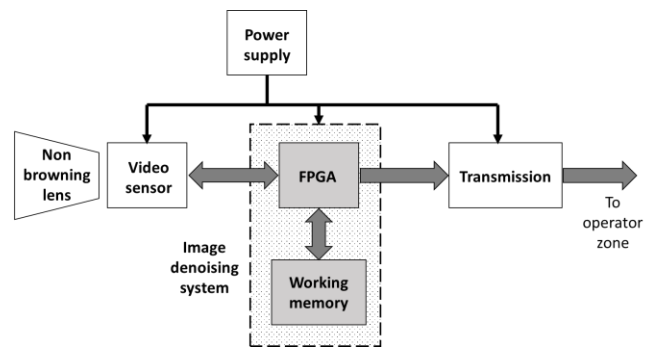 Power
supply
Non
browning
lens
Video
sensor
FPGA
Transmission
To
operator
zone
Image
denoising
system
Working
memory